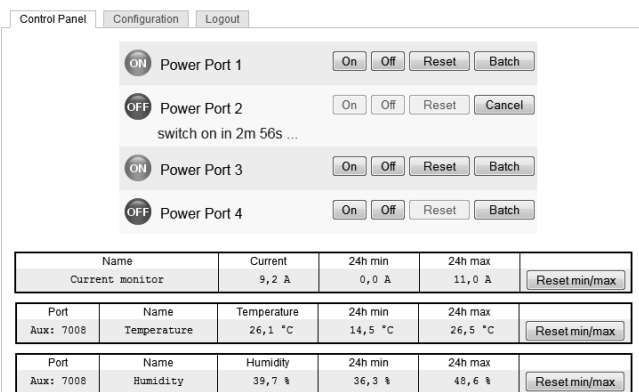 Control Panel Configuration Logout
ON Power Port 1 On Off Reset Batch
OFF Power Port 2 On Off Reset Cancel
switch on in 2m 56s ...
ON Power Port 3 On Off Reset Batch
OFF Power Port 4 On Off Reset Batch
Name Current 24h min 24h max
Current monitor 9,2 A 0,0 A 11,0 A Reset min/max
Port Name Temperature 24h min 24h max
Aux: 7008 Temperature 26,1 °C 14,5 °C 26,5 °C Reset min/max
Port Name Humidity 24h min 24h max
Aux: 7008 Humidity 39,7 % 36,3 % 48,6 % Reset min/max